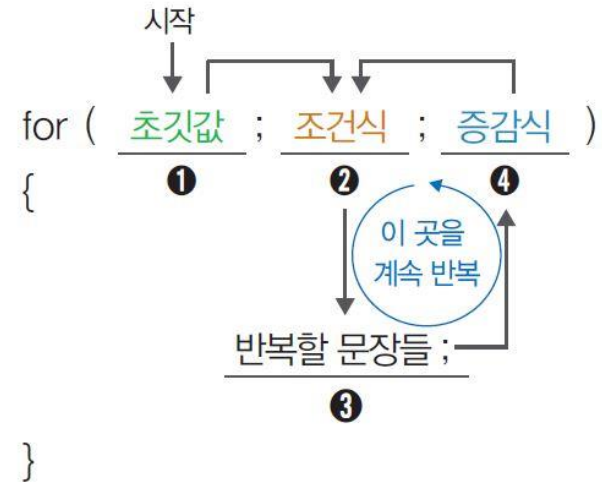 시작
for ( 초깃값 ; 조건식 ; 증감식 )
❶ ❷ ❹
{
이 곳을
계속 반복
반복할 문장들 ;
❸
}